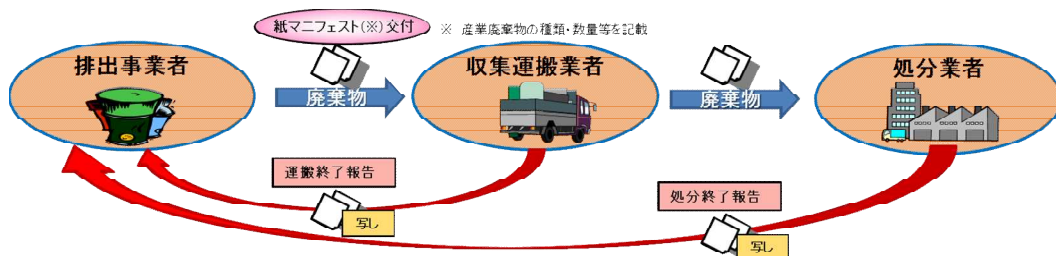 紙マニフェスト(※)交付
※ 産業廃棄物の種類・数量等を記載
排出事業者
収集運搬業者
処分業者
廃棄物
廃棄物
運搬終了報告
写し
処分終了報告
写し